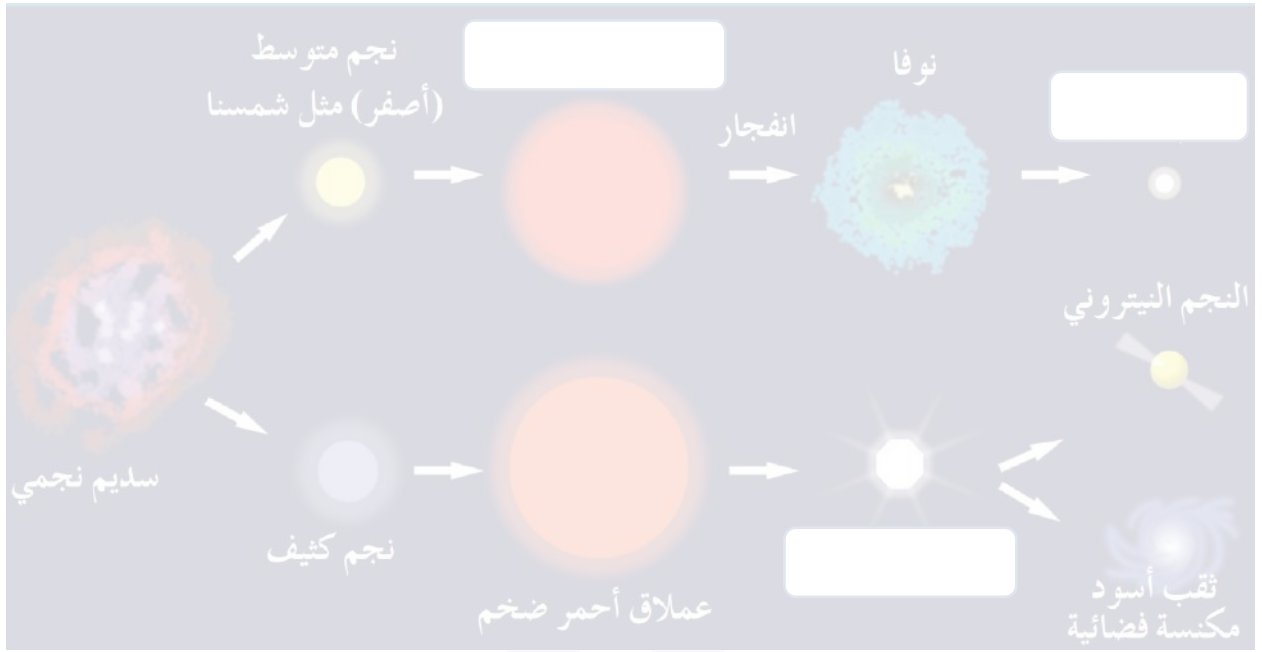 نجم متوسط
(أصفر) مثل شمسنا
انفجار
نوفا
النجم النيتروني
سديم نجمي
نجم كثيف
عملاق أحمر ضخم
ثقب أسود
مكنسة فضائية